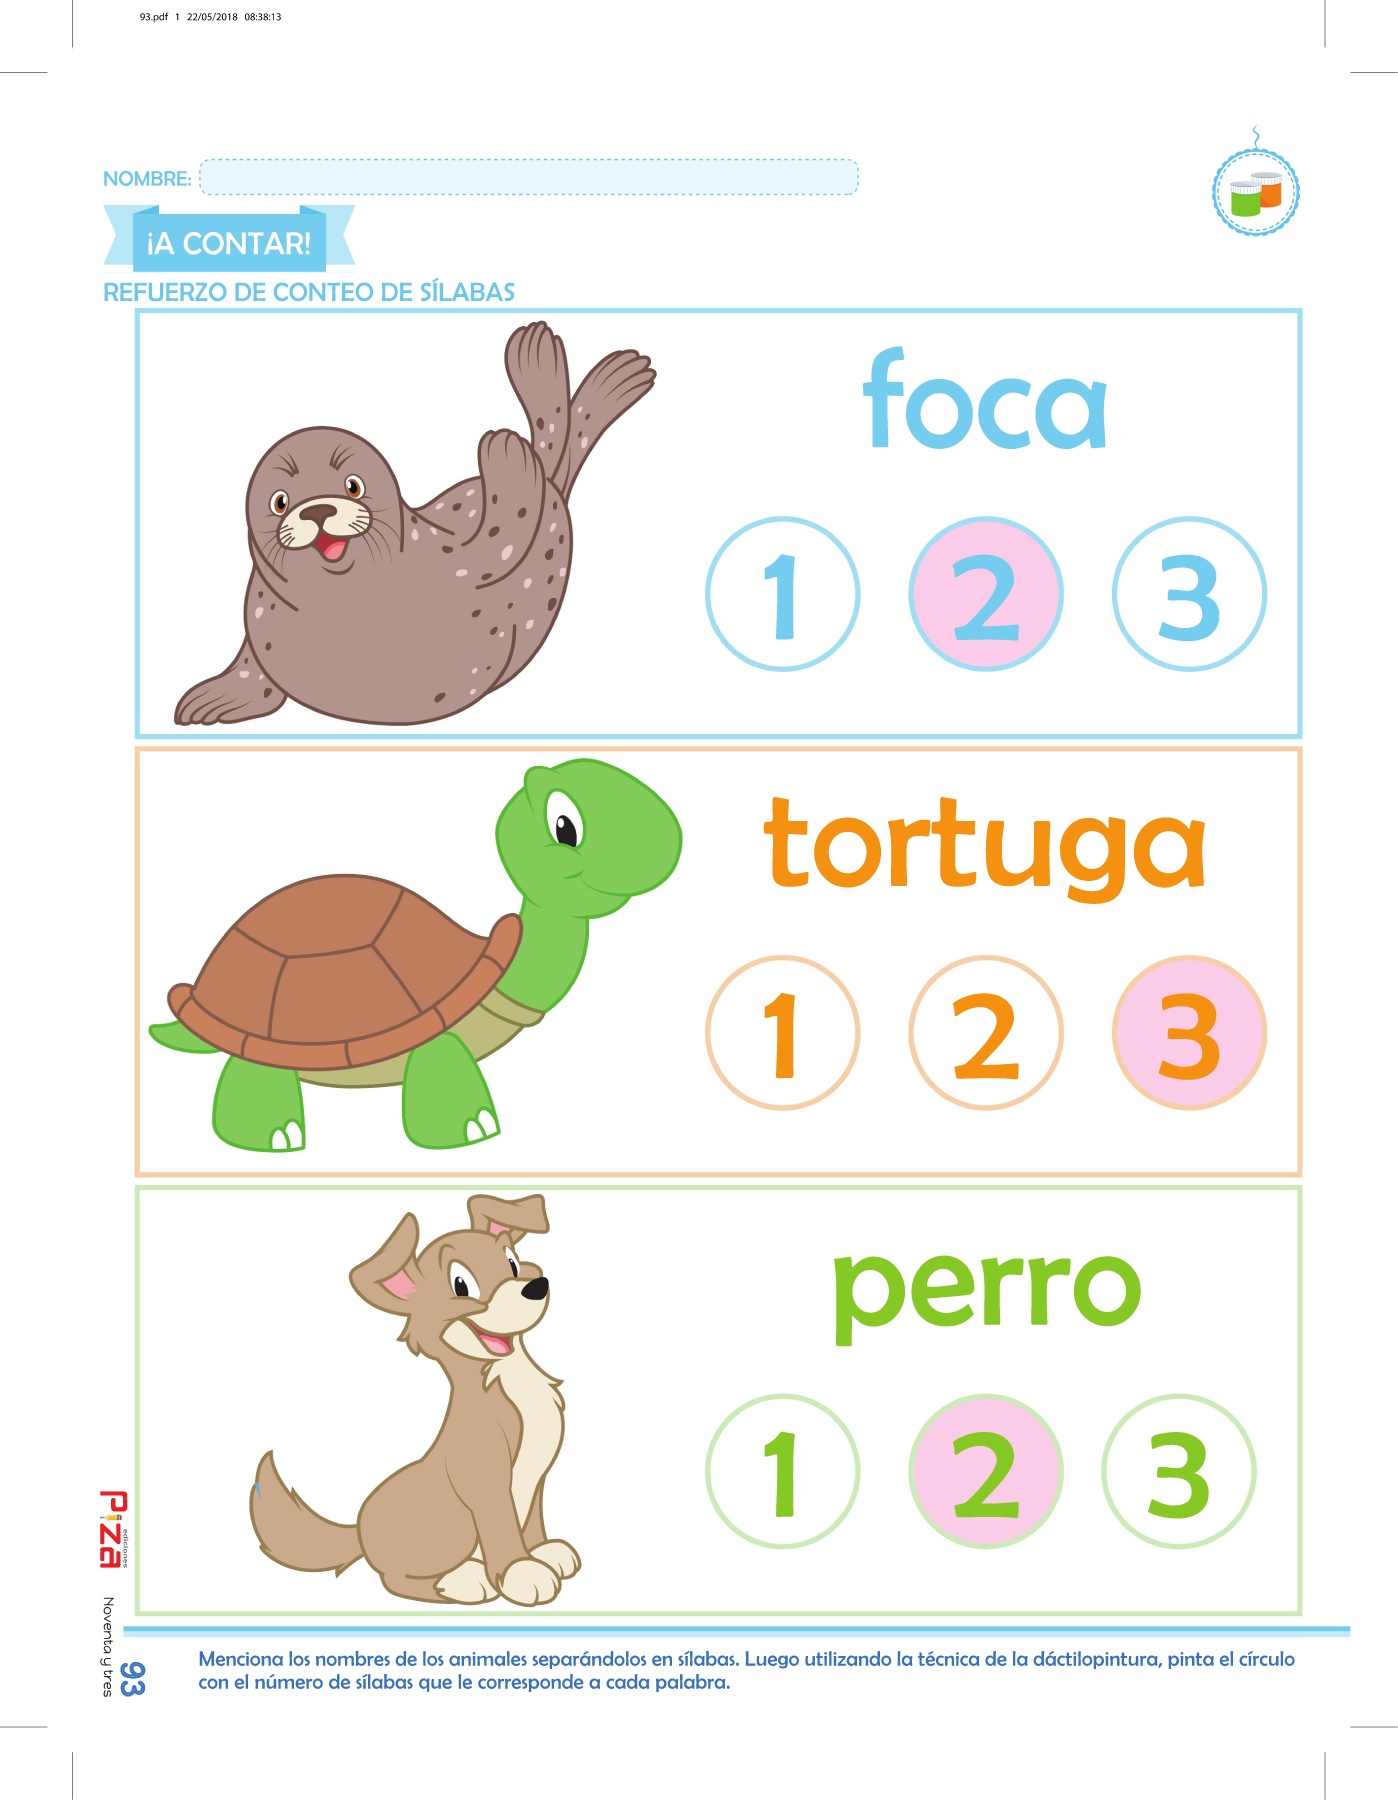 93.pdf 1 22/05/2018 08:38:13
NOMBRE:
¡A CONTAR!
REFUERZO DE CONTEO DE SÍLABAS
foca
1 2 3
tortuga
1 2 3
perro
1 2 3
Piza
ediciones
Noventa y tres
93
Menciona los nombres de los animales separándolos en sílabas. Luego utilizando la técnica de la dáctilopintura, pinta el círculo
con el número de sílabas que le corresponde a cada palabra.